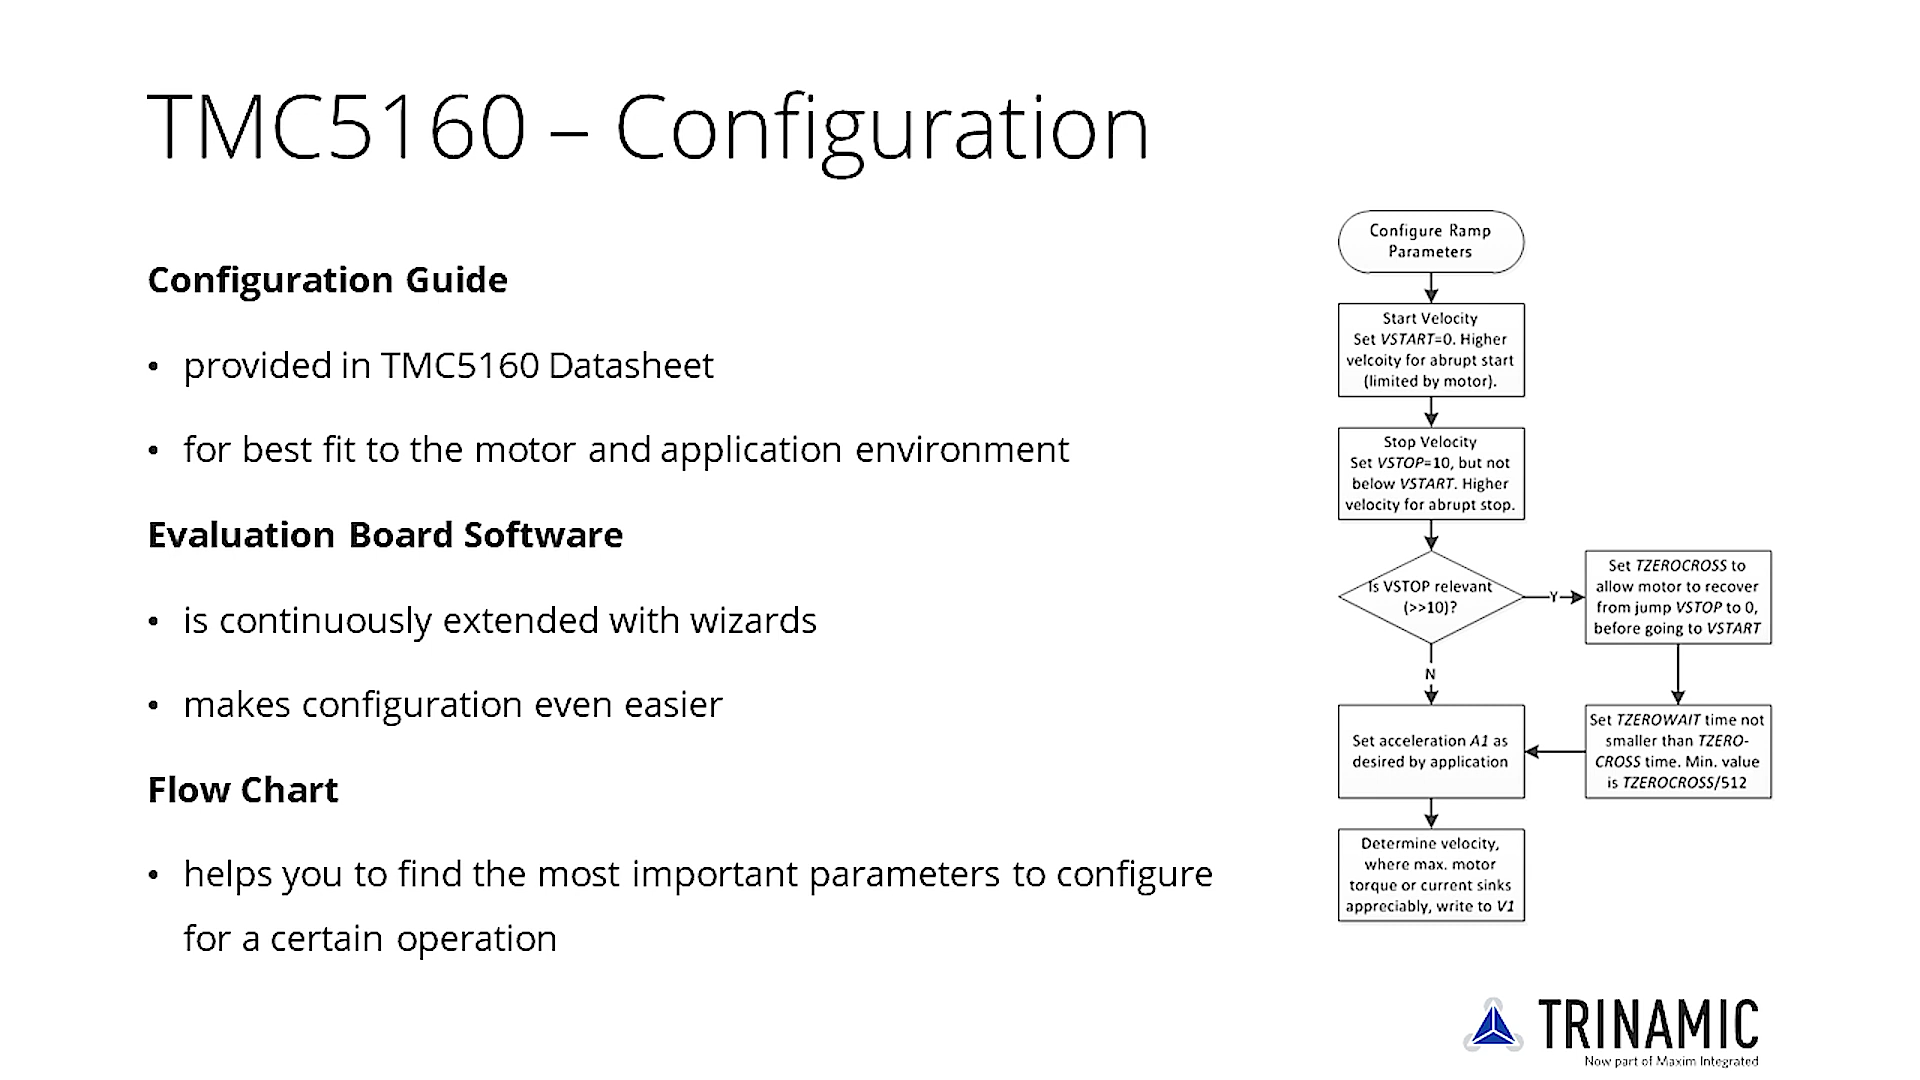 TMC5160 – Configuration
Configuration Guide
• provided in TMC5160 Datasheet
• for best fit to the motor and application environment
Evaluation Board Software
• is continuously extended with wizards
• makes configuration even easier
Flow Chart
• helps you to find the most important parameters to configure
for a certain operation
Configure Ramp
Parameters
Start Velocity
Set VSTART=0. Higher
velcoity for abrupt start
(limited by motor).
Stop Velocity
Set VSTOP=10, but not
below VSTART. Higher
velocity for abrupt stop.
Is VSTOP relevant
(>>10)?
Y
Set TZEROCROSS to
allow motor to recover
from jump VSTOP to 0,
before going to VSTART
N
Set acceleration A1 as
desired by application
Set TZEROWAIT time not
smaller than TZERO-
CROSS time. Min. value
is TZEROCROSS/512
Determine velocity,
where max. motor
torque or current sinks
appreciably, write to V1
TRINAMIC
Now part of Maxim Integrated